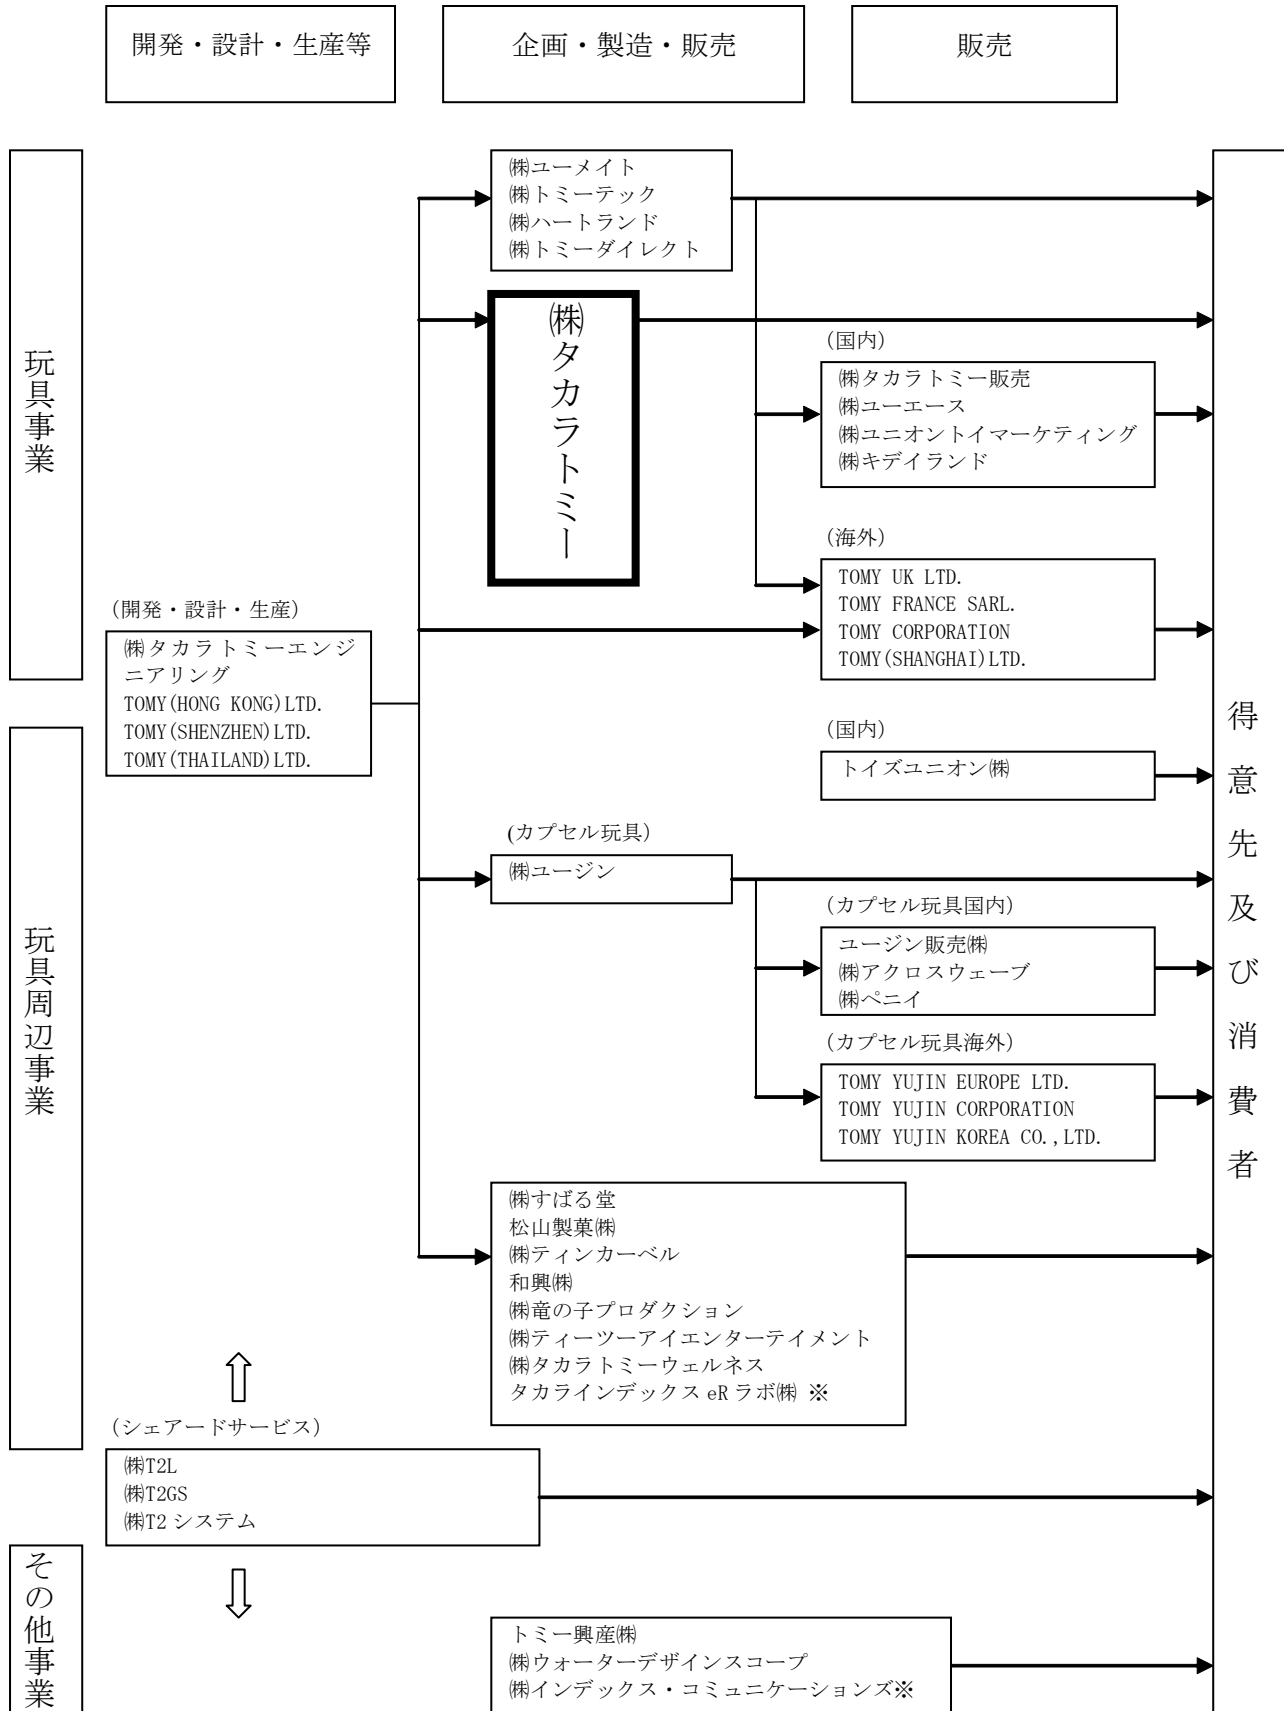 開発・設計・生産等
企画・製造・販売
販売
玩具事業
㈱ユーメイト
㈱トミーテック
㈱ハートランド
㈱トミーダイレクト
㈱タカラトミー
（国内）
㈱タカラトミー販売
㈱ユーエース
㈱ユニオントイマーケティング
㈱キデイランド
（海外）
TOMY UK LTD.
TOMY FRANCE SARL.
TOMY CORPORATION
TOMY(SHANGHAI)LTD.
（開発・設計・生産）
㈱タカラトミーエンジ
ニアリング
TOMY(HONG KONG)LTD.
TOMY(SHENZHEN)LTD.
TOMY(THAILAND)LTD.
玩具周辺事業
（国内）
トイズユニオン㈱
(カプセル玩具）
㈱ユージン
（カプセル玩具国内）
ユージン販売㈱
㈱アクロスウェーブ
㈱ペニイ
（カプセル玩具海外）
TOMY YUJIN EUROPE LTD.
TOMY YUJIN CORPORATION
TOMY YUJIN KOREA CO.,LTD.
㈱すばる堂
松山製菓㈱
㈱ティンカーベル
和興㈱
㈱竜の子プロダクション
㈱ティーツーアイエンターテイメント
㈱タカラトミーウェルネス
タカラインデックス eR ラボ㈱ ※
（シェアードサービス）
㈱T2L
㈱T2GS
㈱T2 システム
その他事業
トミー興産㈱
㈱ウォーターデザインスコープ
㈱インデックス・コミュニケーションズ※
得意先及び消費者